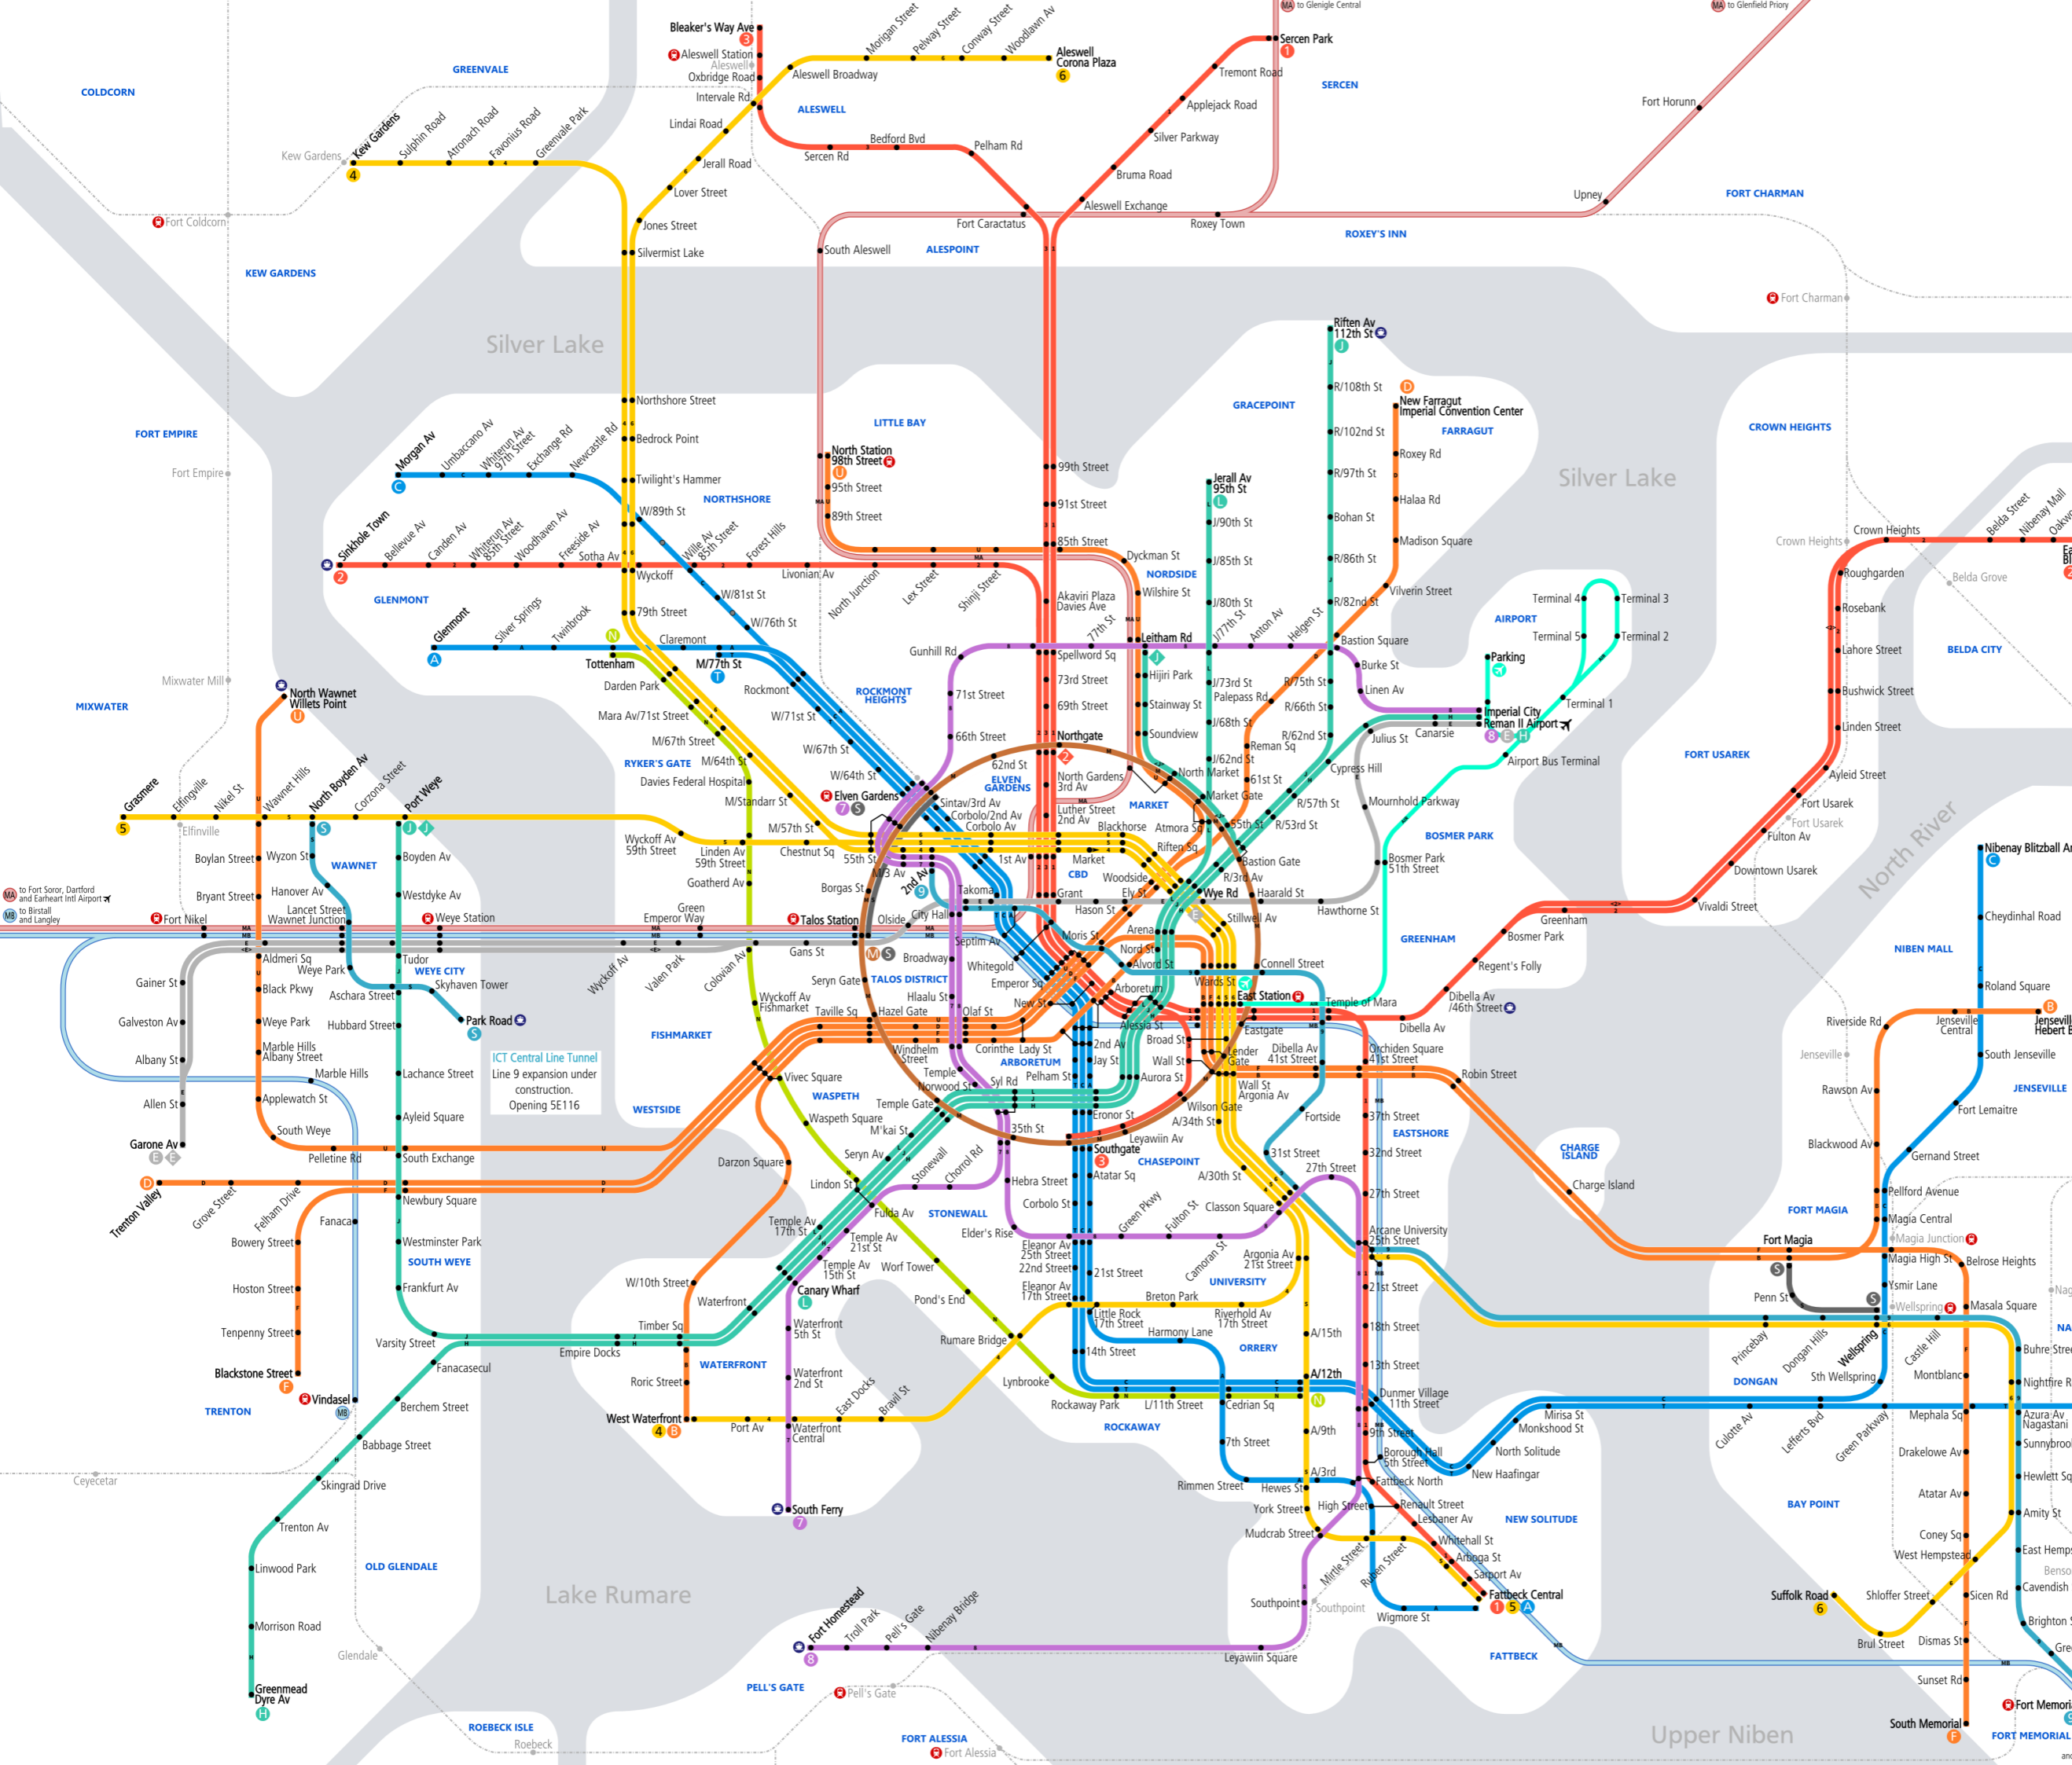 MA to Glenigle Central
MA to Glenfield Priory
Bleaker's Way Ave
3
Aleswell Station
Aleswell
Oxbridge Road
Intervale Rd
Lindai Road
Jerall Road
Lover Street
Jones Street
Silvermist Lake
Aleswell Broadway
Morigan Street
Pelway Street
Conway Street
Woodlawn Av
Aleswell
Corona Plaza
6
Sercen Park
1
Tremont Road
Applejack Road
Silver Parkway
Bruma Road
Aleswell Exchange
SERCEN
Fort Horunn
COLDCORN
GREENVALE
ALESWELL
Kew Gardens
Kew Gardens
4
Sulphin Road
Atronach Road
Favonius Road
Greenvale Park
Sercen Rd
Bedford Bvd
Pelham Rd
Fort Coldcorn
Fort Caractatus
Roxey Town
Upney
FORT CHARMAN
ROXEY'S INN
South Aleswell
ALESPOINT
KEW GARDENS
Fort Charman
Silver Lake
Riften Av
112th St
J
R/108th St
R/102nd St
R/97th St
Bohan St
R/86th St
R/82nd St
D
New Farragut
Imperial Convention Center
FARRAGUT
Roxey Rd
Halaa Rd
Madison Square
Vilverin Street
Bastion Square
GRACEPOINT
LITTLE BAY
Northshore Street
Bedrock Point
Twilight's Hammer
W/89th St
NORTHSHORE
FORT EMPIRE
Fort Empire
Morgan Av
C
Umbaccano Av
Whiterun Av
97th Street
Exchange Rd
Newcastle Rd
North Station
98th Street
U
95th Street
89th Street
99th Street
91st Street
85th Street
Jerall Av
95th St
L
J/90th St
J/85th St
J/80th St
J/77th St
J/73rd St
J/68th St
J/62nd St
Silver Lake
CROWN HEIGHTS
Crown Heights
Crown Heights
Belda Street
Nibenay Mall
Belda Grove
Roughgarden
Rosebank
Lahore Street
Bushwick Street
Linden Street
BELDA CITY
Sinkhole Town
2
Bellevue Av
Canden Av
Whiterun Av
85th Street
Woodhaven Av
Freeside Av
Sotha Av
Wyckoff
79th Street
Wille Av
85th Street
Forest Hills
Livonian Av
North Junction
Lex Street
Shinji Street
Akaviri Plaza
Davies Ave
Dyckman St
NORDSIDE
Wilshire St
Leitham Rd
J
Hijiri Park
Stainway St
Soundview
GLENMONT
Glenmont
A
Silver Springs
Twinbrook
N
Tottenham
Claremont
M/77th St
T
W/81st St
W/76th St
Rockmont
W/71st St
W/67th St
W/64th St
ROCKMONT
HEIGHTS
Gunhill Rd
71st Street
66th Street
77th St
Spellword Sq
73rd Street
69th Street
Northgate
2
62nd Street
Anton Av
Helgen St
Burke St
Linen Av
R/75th St
R/66th St
R/62nd St
Palepass Rd
Reman Sq
61st St
AIRPORT
Terminal 4
Terminal 3
Terminal 5
Terminal 2
Terminal 1
Parking
Imperial City
Reman II Airport
8 E H
Canarsie
Julius St
Cypress Hill
Airport Bus Terminal
Mixwater Mill
MIXWATER
North Wawnet
Willets Point
U
Darden Park
Mara Av/71st Street
M/67th Street
M/64th St
RYKER'S GATE
Davies Federal Hospital
M/Standarr St
M/57th St
Elven Gardens
7 S
ELVEN
GARDENS
Sintav/3rd Av
Corbolo/2nd Av
Corbolo Av
North Gardens
3rd Av
Luther Street
2nd Av
MARKET
North Market
Market Gate
Atmora Sq
55th St
R/57th St
R/53rd St
Mournhold Parkway
BOSMER PARK
Bosmer Park
51st Street
FORT USAREK
Ayleid Street
Fort Usarek
Fort Usarek
Fulton Av
Downtown Usarek
Vivaldi Street
Greenham
Bosmer Park
Regent's Folly
Dibella Av
/46th Street
GREENHAM
North River
Nibenay Blitzball
C
Cheydinhal Road
NIBEN MALL
Roland Square
Grasmere
5
Effingville
Elfinville
Nikel St
Wawnet Hills
North Boyden Av
S
Corzona Street
Port Weye
J J
Boylan Street
Bryant Street
Wyzon St
WAWNET
Hanover Av
Lancet Street
Wawnet Junction
Boyden Av
Westdyke Av
Weye Station
Wyckoff Av
59th Street
Linden Av
59th Street
Chestnut Sq
Goatherd Av
55th St
Borgas St
M/3 Av
2nd Av
9
1st Av
Blackhorse
Market
Riften Sq
CBD
Woodside
Bastion Gate
R/3rd Av
Wye Rd
Haarald St
Hawthorne St
Takoma
Grant
Ely St
Hason St
City Hall
Olside
Talos Station
M S
MA to Fort Soror, Dartford
and Earheart Intl Airport
MB to Birstall
and Langley
Fort Nikel
Green
Emperor Way
Gans St
Septim Av
Broadway
Whitegold
Moris St
Arena
Nord St
Alvord St
Stillwell Av
Connell Street
Wards St
East Station
Temple of Mara
Tudor
WEYE CITY
Weye Park
Aschara Street
Skyhaven Tower
Park Road
S
Hubbard Street
Gainer St
Galveston Av
Albany St
Allen St
Garone Av
E E
Aldmeri Sq
Black Pkwy
Weye Park
Marble Hills
Albany Street
Applewatch St
Marble Hills
Wyckoff Av
Valen Park
Colovian Av
Seryn Gate
TALOS DISTRICT
Hlaalu St
Emperor Sq
New St
Arboretum
Alessia St
Wyckoff Av
Fishmarket
FISHMARKET
Taville Sq
Hazel Gate
Olaf St
Windhelm
Street
Corinthe
Lady St
2nd Av
Jay St
Pelham St
ARBORETUM
Temple
Norwood St
Syl Rd
Broad St
Wall St
Aurora St
Eastgate
Lender
Gate
Wall St
Argonia Av
Dibella Av
41st Street
Orchiden Square
41st Street
Dibella Av
Robin Street
ICT Central Line Tunnel
Line 9 expansion under
construction.
Opening 5E116
Lachance Street
Ayleid Square
WESTSIDE
Vivec Square
WASPETH
Waspeth Square
Temple Gate
M'kai St
Seryn Av
Lindon St
Eronor St
Leyawiin Av
Wilson Gate
A/34th St
35th St
Southgate
3
CHASEPOINT
Fortside
37th Street
EASTSHORE
32nd Street
27th Street
31st Street
27th Street
Riverside Rd
Jenseville
Central
Jenseville
South Jenseville
JENSEVILLE
Rawson Av
Fort Lemaitre
Blackwood Av
Gernand Street
CHARGE
ISLAND
Charge Island
South Weye
Pelletine Rd
South Exchange
D
Trenton Valley
Grove Street
Felham Drive
Newbury Square
Fanaca
Bowery Street
Westminster Park
SOUTH WEYE
Hoston Street
Frankfurt Av
Tenpenny Street
Blackstone Street
F
Vindasel
MB
TRENTON
Darzon Square
Stonewall
Chorrol Rd
Fulda Av
STONEWALL
Hebra Street
Atatar Sq
Corbolo St
Elder's Rise
Green Pkwy
Fulton St
Camoran St
A/30th St
Classon Square
Temple Av
17th St
Temple Av
21st St
Temple Av
15th St
Canary Wharf
L
Worf Tower
Pond's End
Eleanor Av
25th Street
22nd Street
Eleanor Av
17th Street
21st Street
Little Rock
17th Street
Breton Park
Riverhold Av
17th Street
UNIVERSITY
Argonia Av
21st Street
Arcane University
25th Street
21st Street
18th Street
13th Street
Pellford Avenue
FORT MAGIA
Fort Magia
Magia Central
Magia Junction
Magia High St
Belrose Heights
S
Penn St
Ysmir Lane
S
Wellspring
Wellspring
Masala Square
W/10th Street
Waterfront
Timber Sq
Empire Docks
WATERFRONT
Waterfront
5th St
Waterfront
2nd St
Roric Street
West Waterfront
4 B
Port Av
Waterfront
Central
East Docks
Bravil St
South Ferry
7
Varsity Street
Fanacasecul
Berchem Street
Babbage Street
Skingrad Drive
Trenton Av
Linwood Park
Morrison Road
Greenmead
Dyre Av
H
Ceyecetar
OLD GLENDALE
Glendale
Lake Rumare
Rumare Bridge
Lynbrooke
14th Street
Harmony Lane
ORRERY
A/15th
A/12th
N
Rockaway Park
L/11th Street
Cedrian Sq
ROCKAWAY
7th Street
Rimmen Street
A/9th
A/3rd
Hewes St
York Street
Mudcrab Street
Dunmer Village
11th Street
9th Street
Borough Hall
5th Street
Fattbeck North
High Street
Renault Street
Lesbaner Av
Whitehall St
Arboga St
Sarport Av
Fattbeck Central
1 5 A
Mirtle Street
Ruben Street
Southpoint
Southpoint
Wigmore St
Leyawiin Square
NEW SOLITUDE
FATTBECK
Mirisa St
Monkshood St
North Solitude
New Haafingar
Princebay
Dongan Hills
Castle Hill
Buhre
Montblanc
Nightfire
DONGAN
Sth Wellspring
Culotte Av
Lefferts Bvd
Green Parkway
Mephala Sq
Azura Av
Nagastani
Sunnybrook
Drakelowe Av
Hewlett
BAY POINT
Atatar Av
Amity St
Coney Sq
West Hempstead
East
Suffolk Road
6
Shloffer Street
Sicen Rd
Cavendish
Brul Street
Dismas St
Brighton
Sunset Rd
South Memorial
F
Fort
FORT MEMORIAL
Upper Niben
Fort Homestead
8
Troll Park
Pell's Gate
Nibenay Bridge
PELL'S GATE
Pell's Gate
ROEBECK ISLE
Roebeck
FORT ALESSIA
Fort Alessia